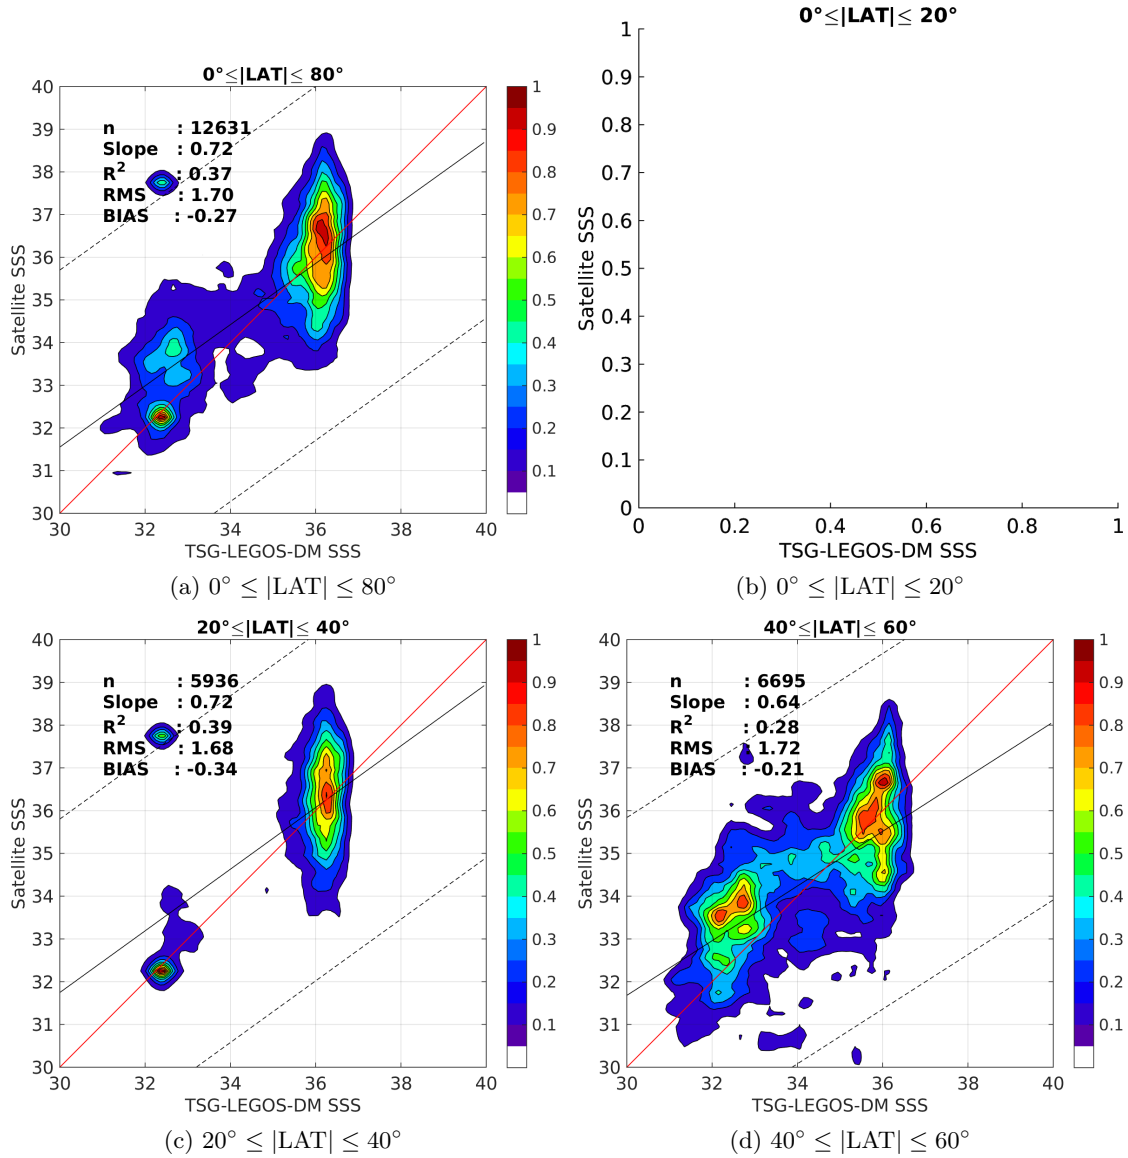 0°≤|LAT|≤ 80°
n : 12631
Slope : 0.72
R2 : 0.37
RMS : 1.70
BIAS : -0.27
40
39
38
37
36
35
34
33
32
31
30
30 32 34 36 38 40
Satellite SSS
TSG-LEGOS-DM SSS
1
0.9
0.8
0.7
0.6
0.5
0.4
0.3
0.2
0.1
(a) 0° ≤ |LAT| ≤ 80°
0°≤|LAT|≤ 20°
1
0.9
0.8
0.7
0.6
0.5
0.4
0.3
0.2
0.1
0
0 0.2 0.4 0.6 0.8 1
Satellite SSS
TSG-LEGOS-DM SSS
(b) 0° ≤ |LAT| ≤ 20°
20°≤|LAT|≤ 40°
n : 5936
Slope : 0.72
R2 : 0.39
RMS : 1.68
BIAS : -0.34
40
39
38
37
36
35
34
33
32
31
30
30 32 34 36 38 40
Satellite SSS
TSG-LEGOS-DM SSS
1
0.9
0.8
0.7
0.6
0.5
0.4
0.3
0.2
0.1
(c) 20° ≤ |LAT| ≤ 40°
40°≤|LAT|≤ 60°
n : 6695
Slope : 0.64
R2 : 0.28
RMS : 1.72
BIAS : -0.21
40
39
38
37
36
35
34
33
32
31
30
30 32 34 36 38 40
Satellite SSS
TSG-LEGOS-DM SSS
1
0.9
0.8
0.7
0.6
0.5
0.4
0.3
0.2
0.1
(d) 40° ≤ |LAT| ≤ 60°